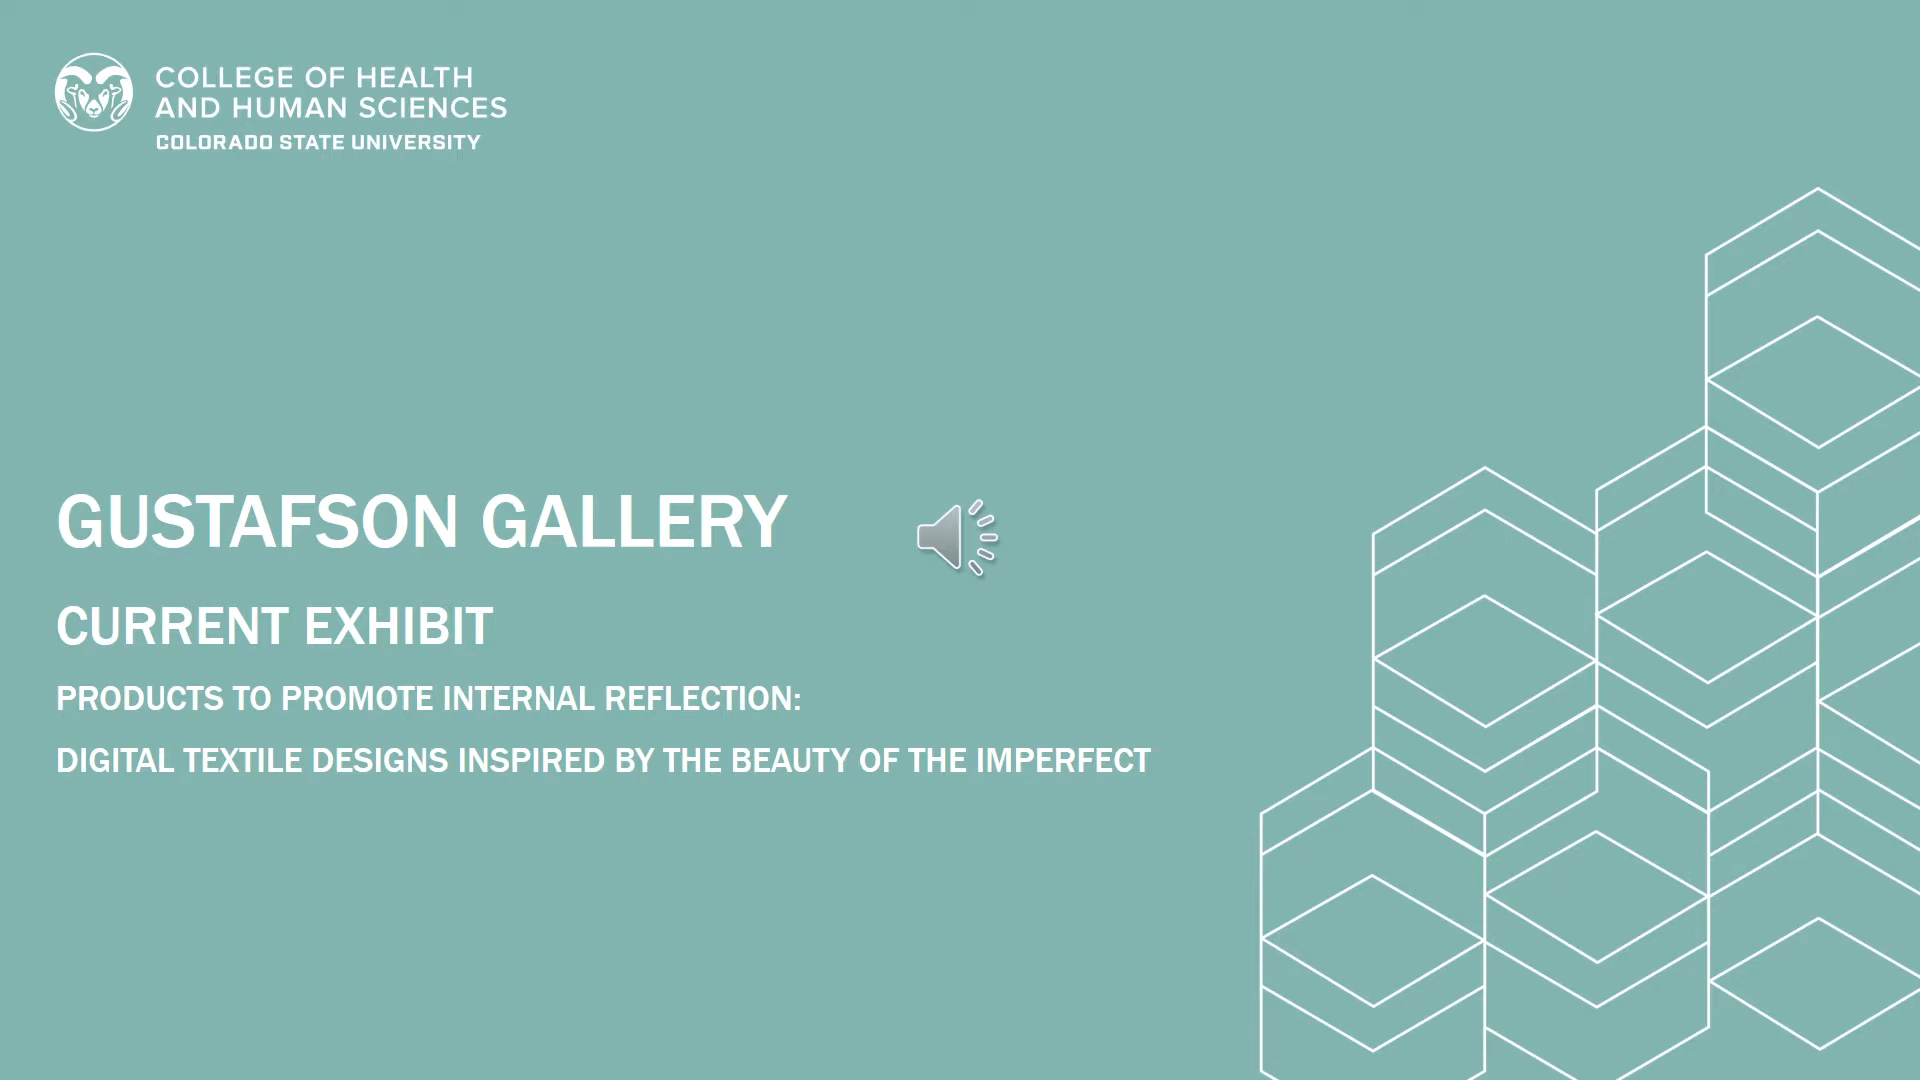 COLLEGE OF HEALTH
AND HUMAN SCIENCES
COLORADO STATE UNIVERSITY
GUSTAFSON GALLERY
CURRENT EXHIBIT
PRODUCTS TO PROMOTE INTERNAL REFLECTION:
DIGITAL TEXTILE DESIGNS INSPIRED BY THE BEAUTY OF THE IMPERFECT